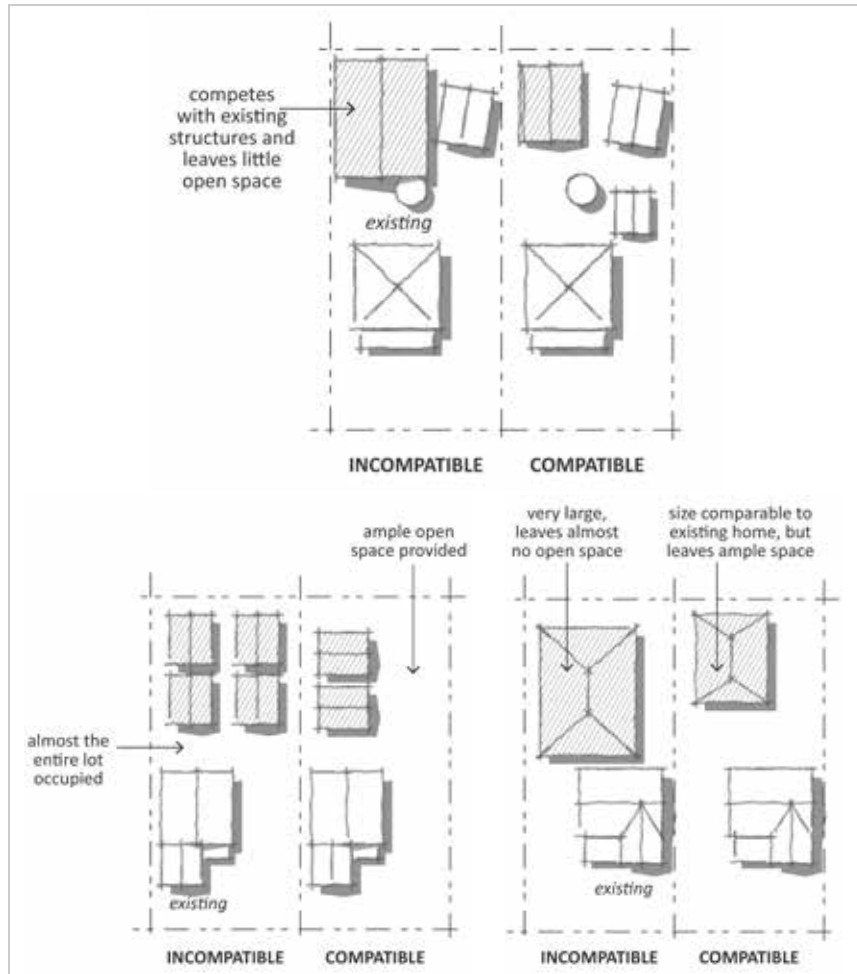 competes
with existing
structures and
leaves little
open space
existing
INCOMPATIBLE
COMPATIBLE
ample open
space provided
almost the
entire lot
occupied
existing
INCOMPATIBLE
COMPATIBLE
very large,
leaves almost
no open space
size comparable to
existing home, but
leaves ample space
existing
INCOMPATIBLE
COMPATIBLE